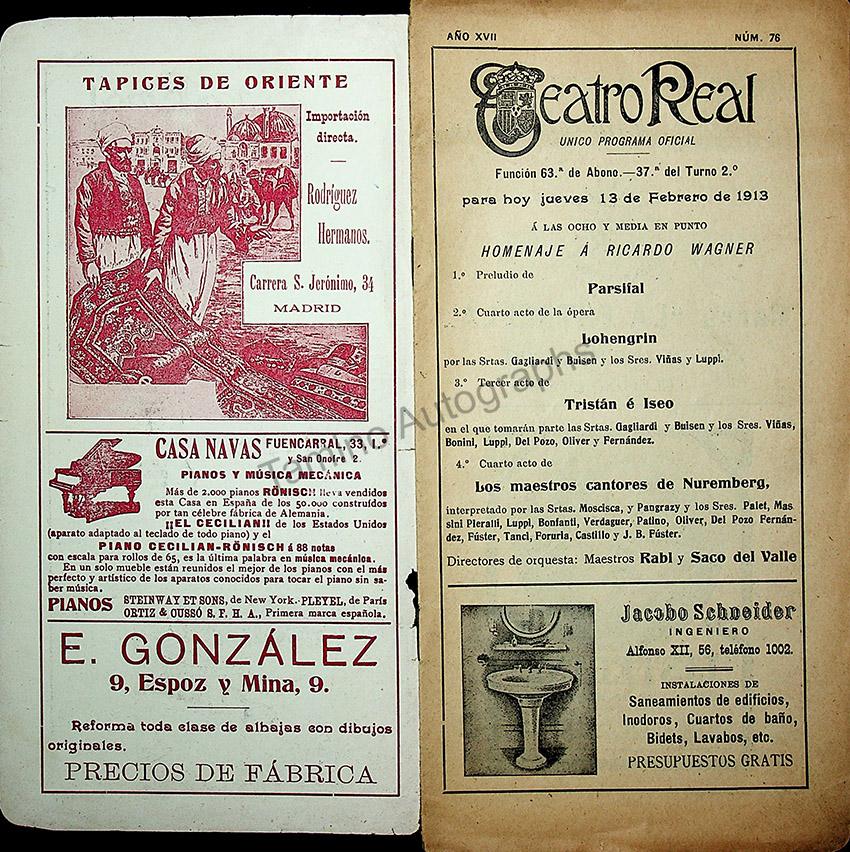 TAPICES DE ORIENTE
Importación
directa.
Rodríguez
Hermanos.
Carrera S. Jerónimo, 34
MADRID
CASA NAVAS FUENCARRAL, 33, 1.º
y San Onofre 2.
PIANOS Y MÚSICA MECÁNICA
Más de 2.000 pianos RÖNISCH lleva vendidos
esta Casa en España de los 50.000 construídos
por tan célebre fábrica de Alemania.
¡¡EL CECILIAN!! de los Estados Unidos
(aparato adaptado al teclado de todo piano) y el
PIANO CECILIAN-RÖNISCH á 88 notas
con escala para rollos de 65, es la última palabra en música mecánica.
En un solo mueble están reunidos el mejor de los pianos con el más
perfecto y artístico de los aparatos conocidos para tocar el piano sin sa-
ber música.
PIANOS STEINWAY ET SONS, de New York.-PLEYEL, de París
ORTIZ & CUSSÓ S. F. H. A., Primera marca española.
E. GONZÁLEZ
9, Espoz y Mina, 9.
Reforma toda clase de alhajas con dibujos
originales.
PRECIOS DE FÁBRICA
AÑO XVII NÚM. 76
Teatro Real
UNICO PROGRAMA OFICIAL
Función 63.ª de Abono.—37.ª del Turno 2.º
para hoy jueves 13 de Febrero de 1913
Á LAS OCHO Y MEDIA EN PUNTO
HOMENAJE Á RICARDO WAGNER
1.º Preludio de
Parsifal
2.º Cuarto acto de la ópera
Lohengrin
por las Srtas. Gagliardi y Buisen y los Sres. Viñas y Luppi.
3.º Tercer acto de
Tristán é Iseo
en el que tomarán parte las Srtas. Gagliardi y Buisen y los Sres. Viñas,
Bonini, Luppi, Del Pozo, Oliver y Fernández.
4.º Cuarto acto de
Los maestros cantores de Nuremberg,
interpretado por las Srtas. Moscisca, y Pangrazy y los Sres. Palet, Mas
sini Pieralli, Luppi, Bonfanti, Verdaguer, Patino, Oliver, Del Pozo Fernán-
dez, Fúster, Tanci, Foruria, Castillo y J. B. Fúster.
Directores de orquesta: Maestros Rabl y Saco del Valle
Jacobo Schneider
INGENIERO
Alfonso XII, 56, teléfono 1002.
INSTALACIONES DE
Saneamientos de edificios,
Inodoros, Cuartos de baño,
Bidets, Lavabos, etc.
PRESUPUESTOS GRATIS
Tamino Autographs